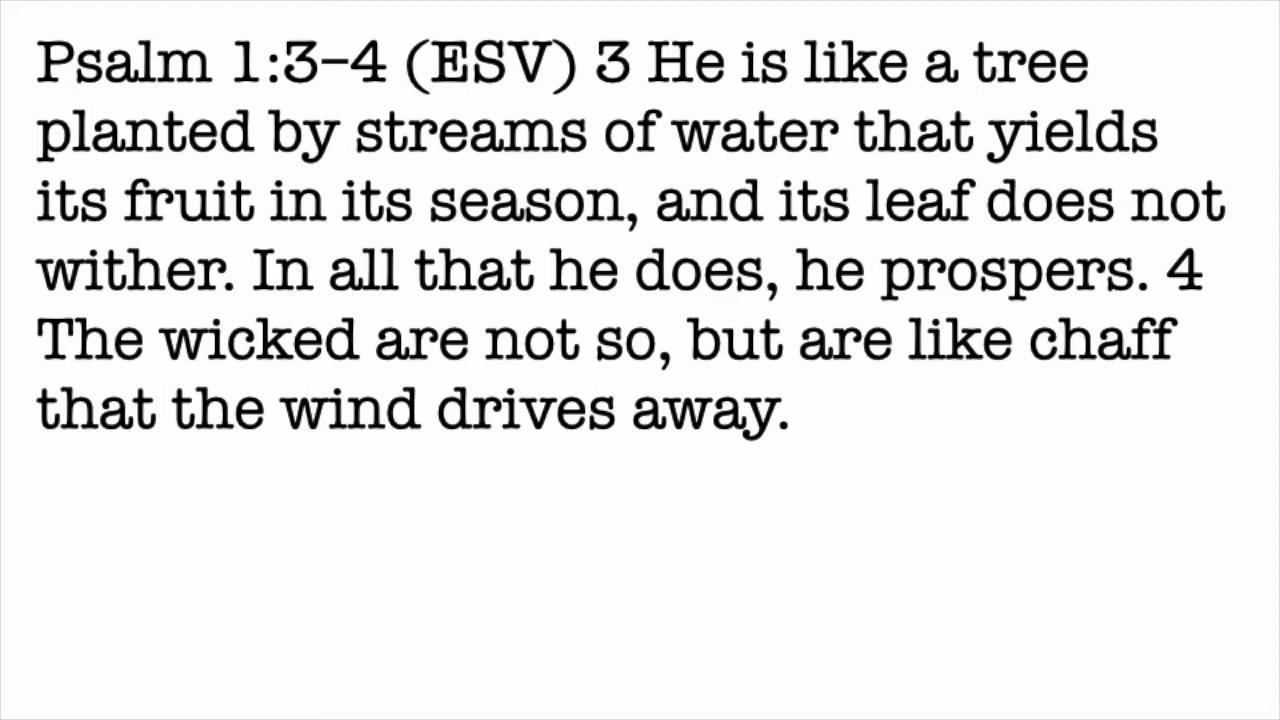 Psalm 1:3–4 (ESV) 3 He is like a tree
planted by streams of water that yields
its fruit in its season, and its leaf does not
wither. In all that he does, he prospers. 4
The wicked are not so, but are like chaff
that the wind drives away.